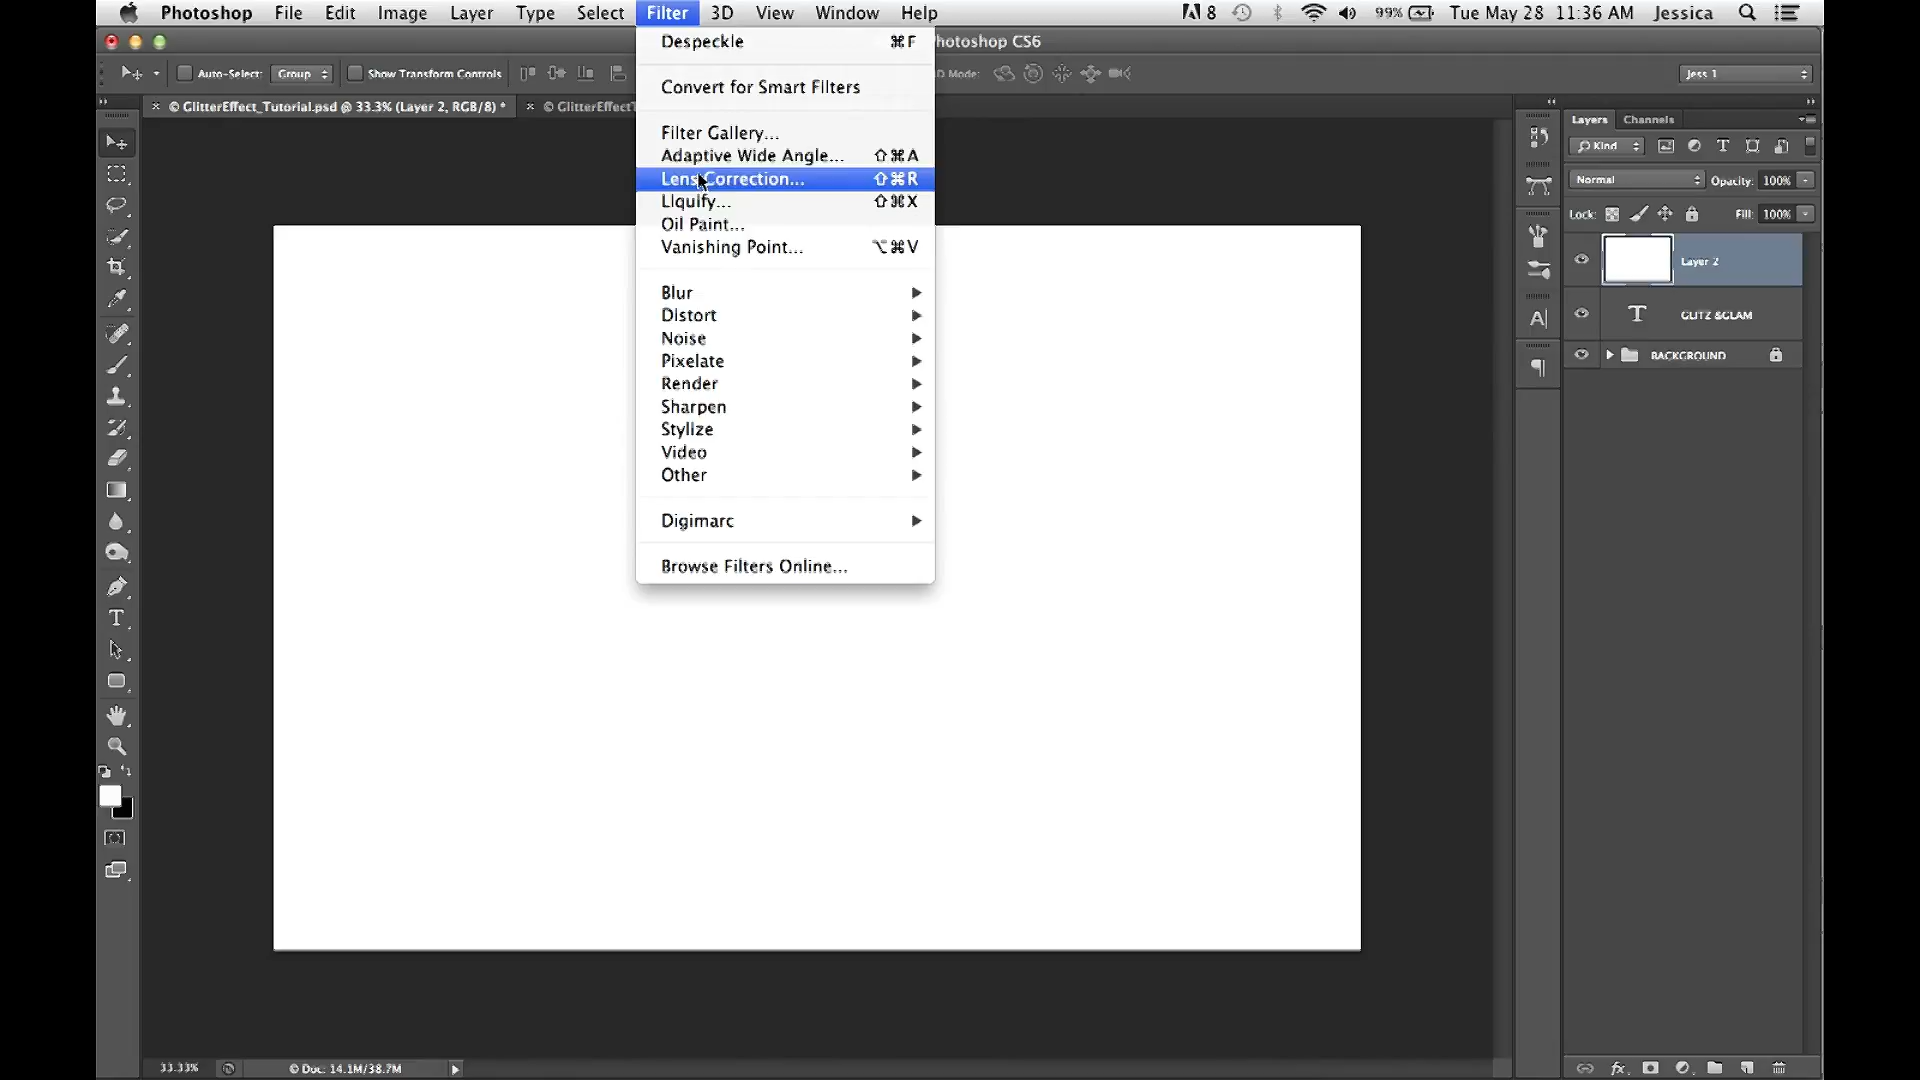 Photoshop File Edit Image Layer Type Select Filter 3D View Window Help 8 99% Tue May 28 11:36 AM Jessica
hotoshop CS6
Auto-Select: Group Show Transform Controls D Mode: Jess 1
© GlitterEffect_Tutorial.psd @ 33.3% (Layer 2, RGB/8) * © GlitterEffectT
Despeckle ⌘F
Convert for Smart Filters
Filter Gallery...
Adaptive Wide Angle... ⇧⌘A
Lens Correction... ⇧⌘R
Liquify... ⇧⌘X
Oil Paint...
Vanishing Point... ⌥⌘V
Blur
Distort
Noise
Pixelate
Render
Sharpen
Stylize
Video
Other
Digimarc
Browse Filters Online...
Layers Channels
Kind
Normal Opacity: 100%
Lock: Fill: 100%
Layer 2
GLITZ &GLAM
BACKGROUND
33.33% © Doc: 14.1M/38.7M